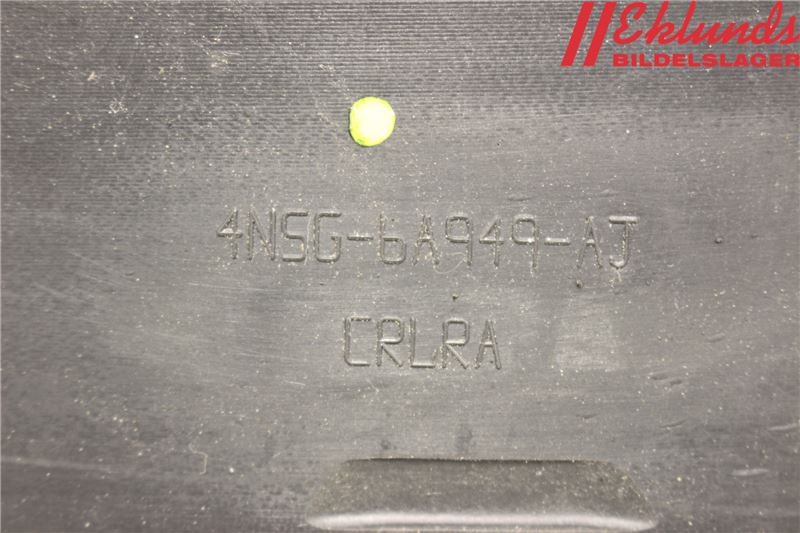 Eklunds
BILDELSLAGER
4N5G-6A949-AJ
CRLRA